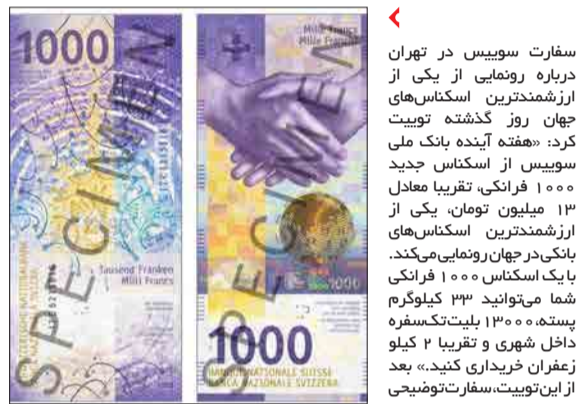 سفارت سوییس در تهران
درباره رونمایی از یکی از
ارزشمندترین اسکناس‌های
جهان روز گذشته توییت
کرد: «هفته آینده بانک ملی
سوییس از اسکناس جدید
۱۰۰۰ فرانکی، تقریبا معادل
۱۳ میلیون تومان، یکی از
ارزشمندترین اسکناس‌های
بانکی در جهان رونمایی می‌کند.
با یک اسکناس ۱۰۰۰ فرانکی
شما می‌توانید ۳۳ کیلوگرم
پسته، ۱۳۰۰۰ بلیت تک‌سفره
داخل شهری و تقریبا ۲ کیلو
زعفران خریداری کنید.» بعد
از این توییت، سفارت توضیحی
1000
SPECIMEN
Tausend Franken
Milli Francs
Mille Francs
Mille Franchi
SPECIMEN
1000
1000
BANQUE NATIONALE SUISSE
BANCA NAZIONALE SVIZZERA